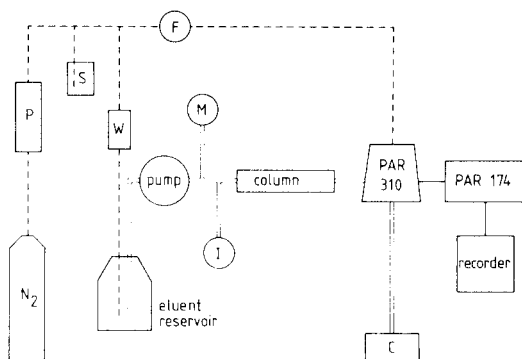 F
S
P
W
M
pump
column
PAR
310
PAR 174
I
recorder
N2
eluent
reservoir
C